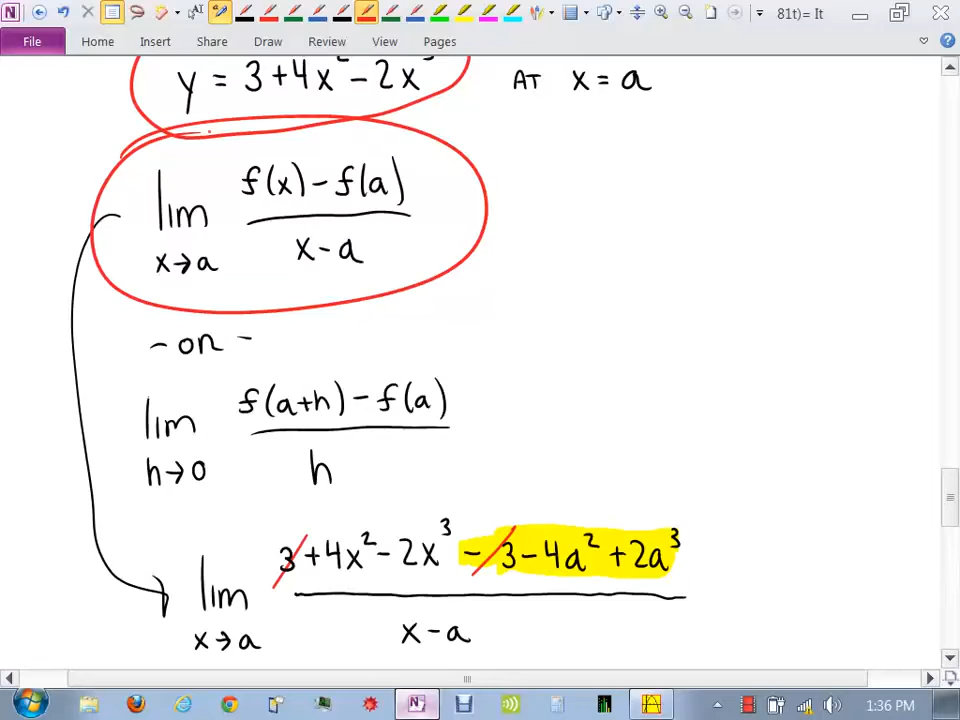 81t) = It
File Home Insert Share Draw Review View Pages
y = 3 + 4x² - 2x³ AT x = a
lim x→a f(x) - f(a) / x - a
- or -
lim h→0 f(a+h) - f(a) / h
lim x→a 3 + 4x² - 2x³ - 3 - 4a² + 2a³ / x - a
1:36 PM